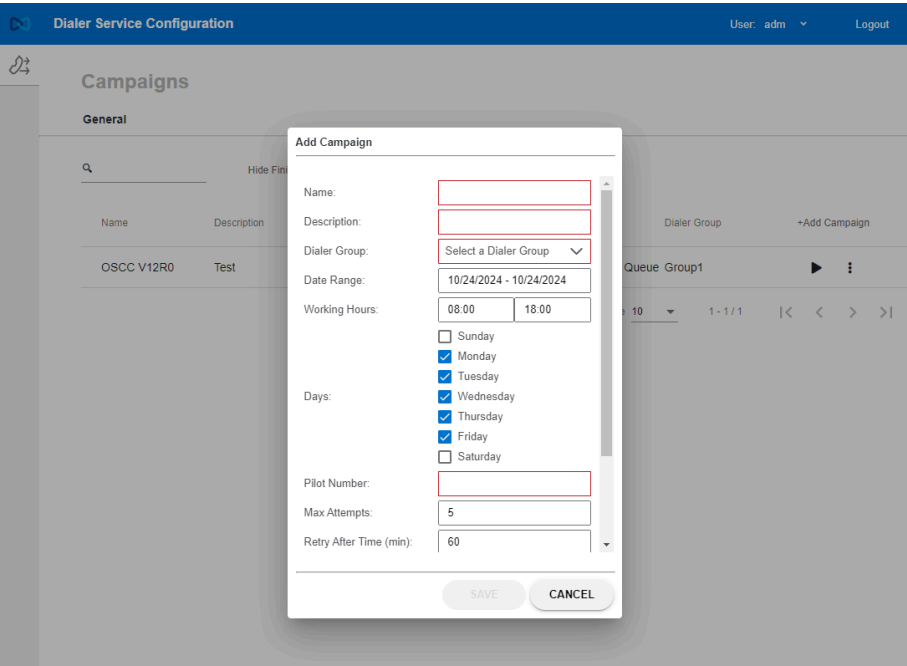 Dialer Service Configuration
User: adm
Logout
Campaigns
General
Hide Fini
Name
Description
Dialer Group
+Add Campaign
OSCC V12R0
Test
Queue
Group1
10
1 - 1 / 1
Add Campaign
Name:
Description:
Dialer Group:
Select a Dialer Group
Date Range:
10/24/2024 - 10/24/2024
Working Hours:
08:00
18:00
Days:
Sunday
Monday
Tuesday
Wednesday
Thursday
Friday
Saturday
Pilot Number:
Max Attempts:
5
Retry After Time (min):
60
SAVE
CANCEL